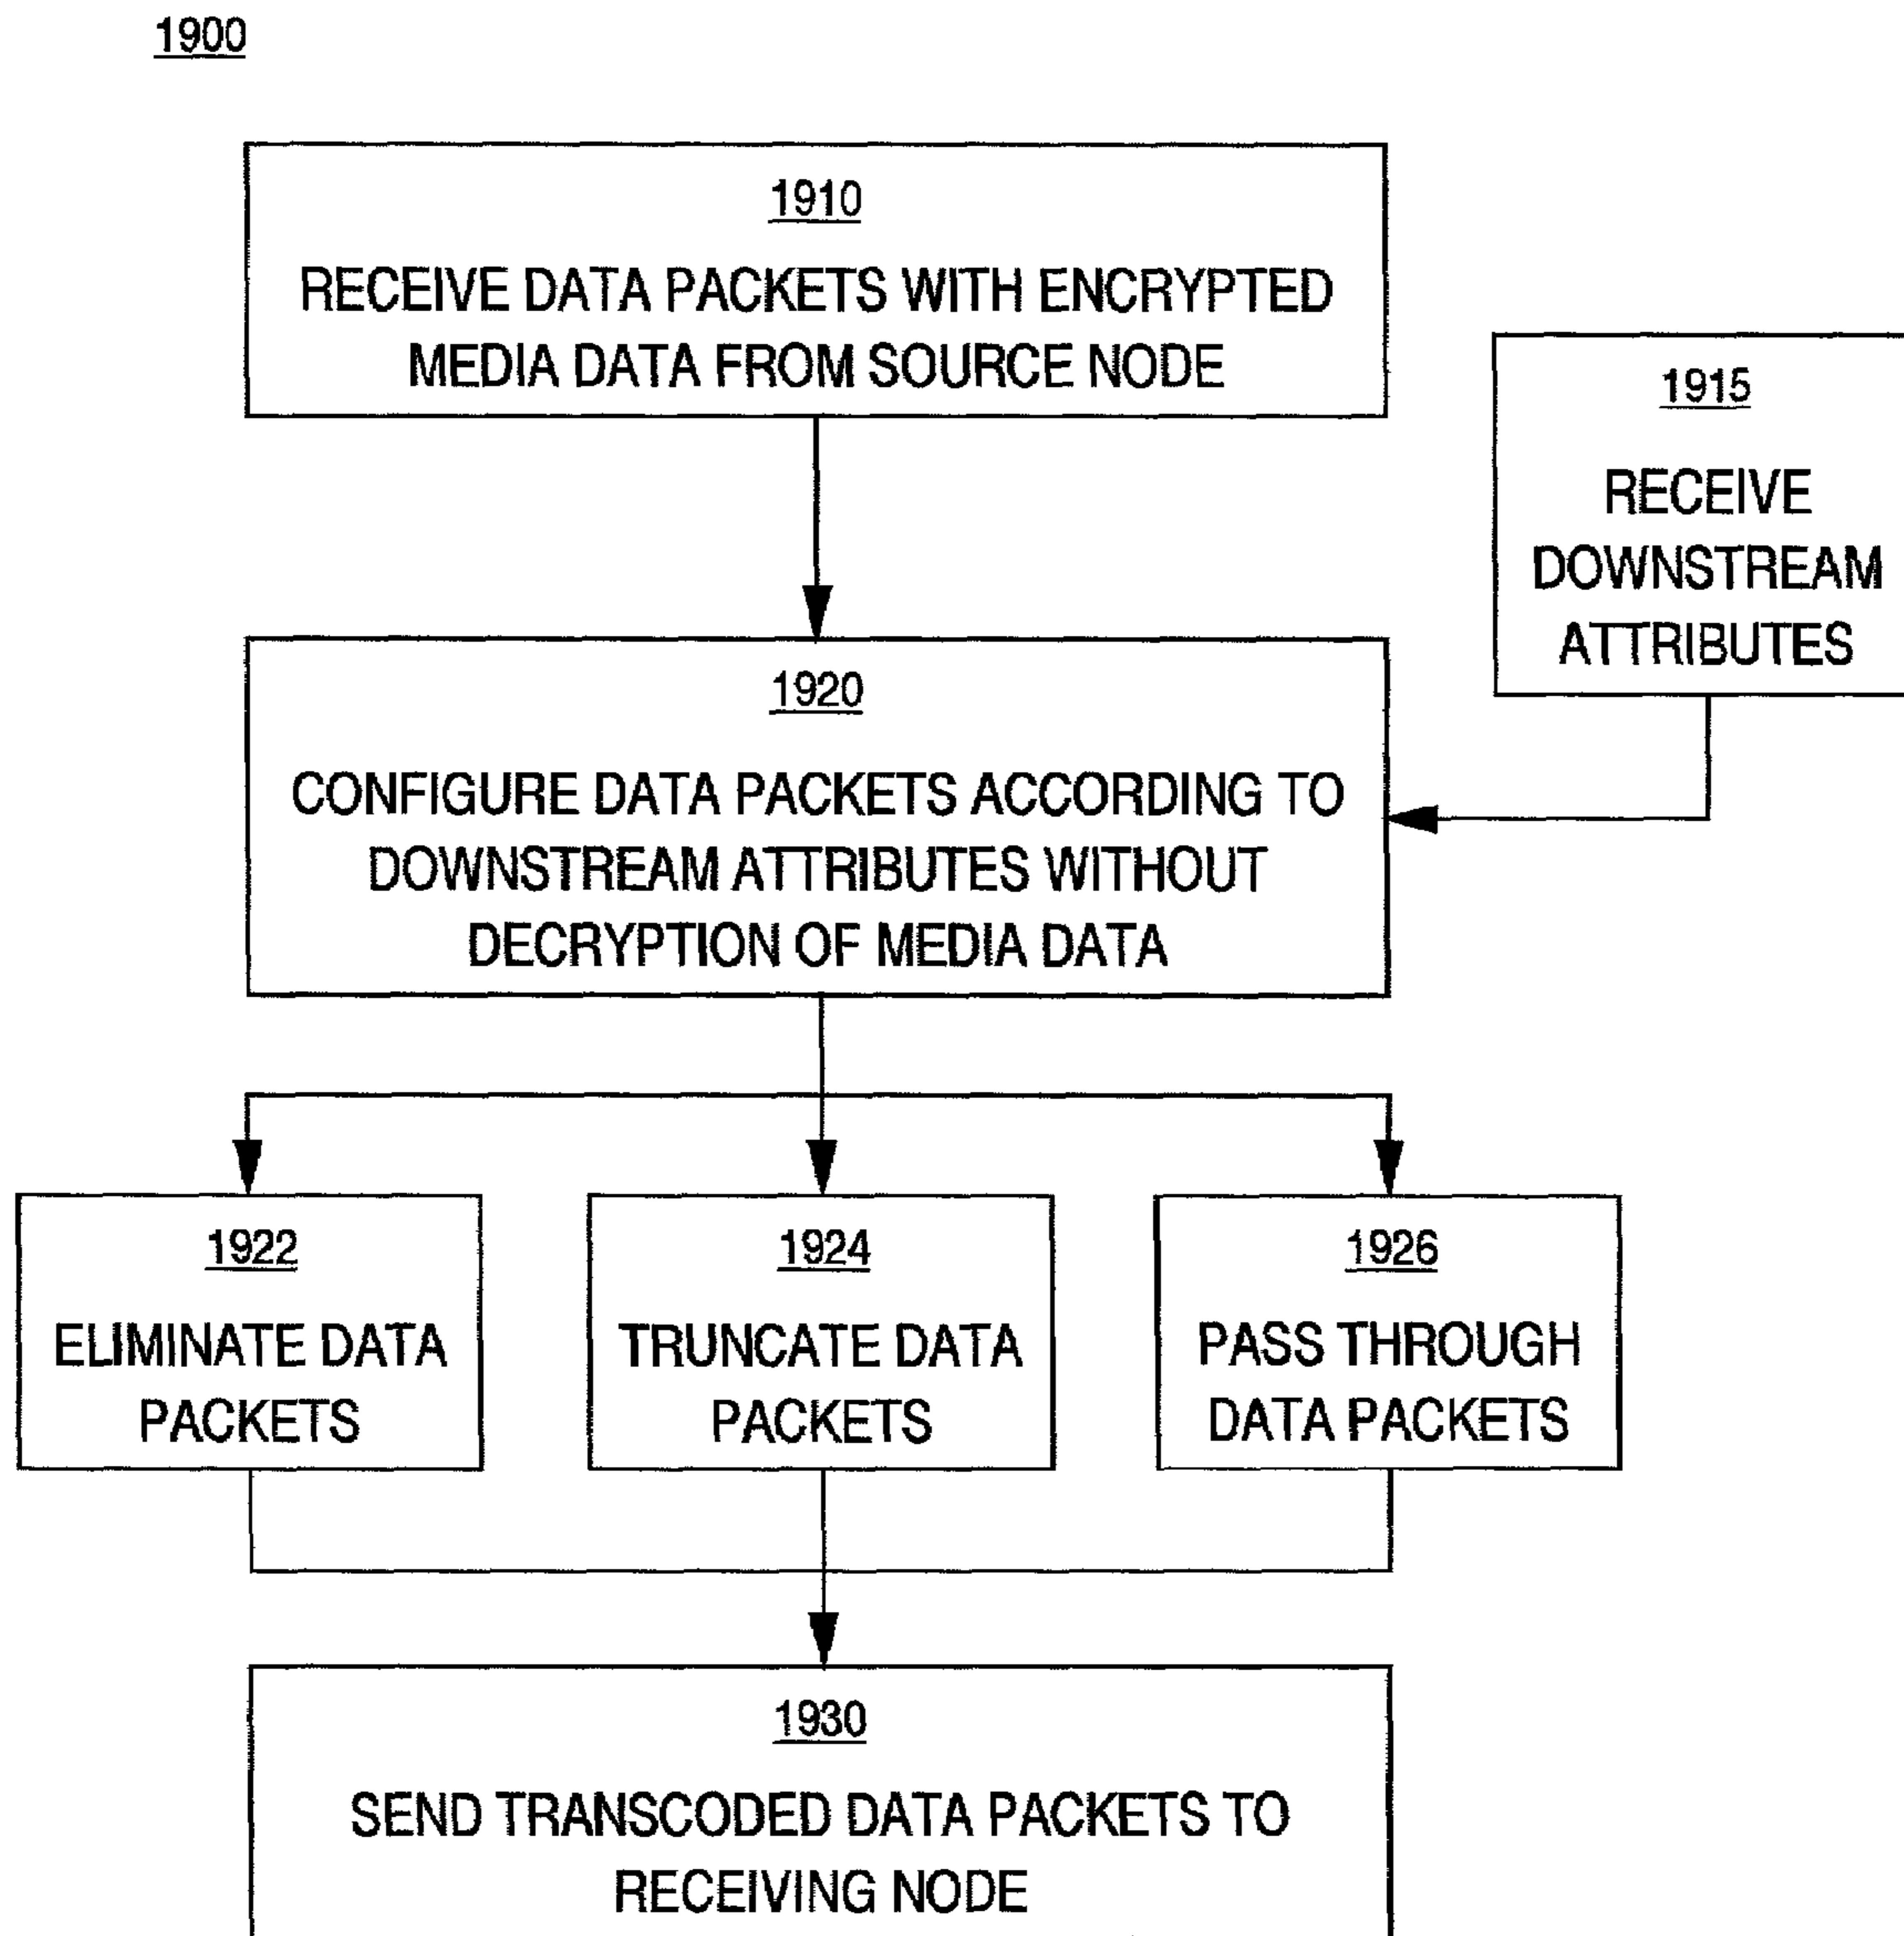 1900
1910
RECEIVE DATA PACKETS WITH ENCRYPTED
MEDIA DATA FROM SOURCE NODE
1915
RECEIVE
DOWNSTREAM
ATTRIBUTES
1920
CONFIGURE DATA PACKETS ACCORDING TO
DOWNSTREAM ATTRIBUTES WITHOUT
DECRYPTION OF MEDIA DATA
1922
ELIMINATE DATA
PACKETS
1924
TRUNCATE DATA
PACKETS
1926
PASS THROUGH
DATA PACKETS
1930
SEND TRANSCODED DATA PACKETS TO
RECEIVING NODE